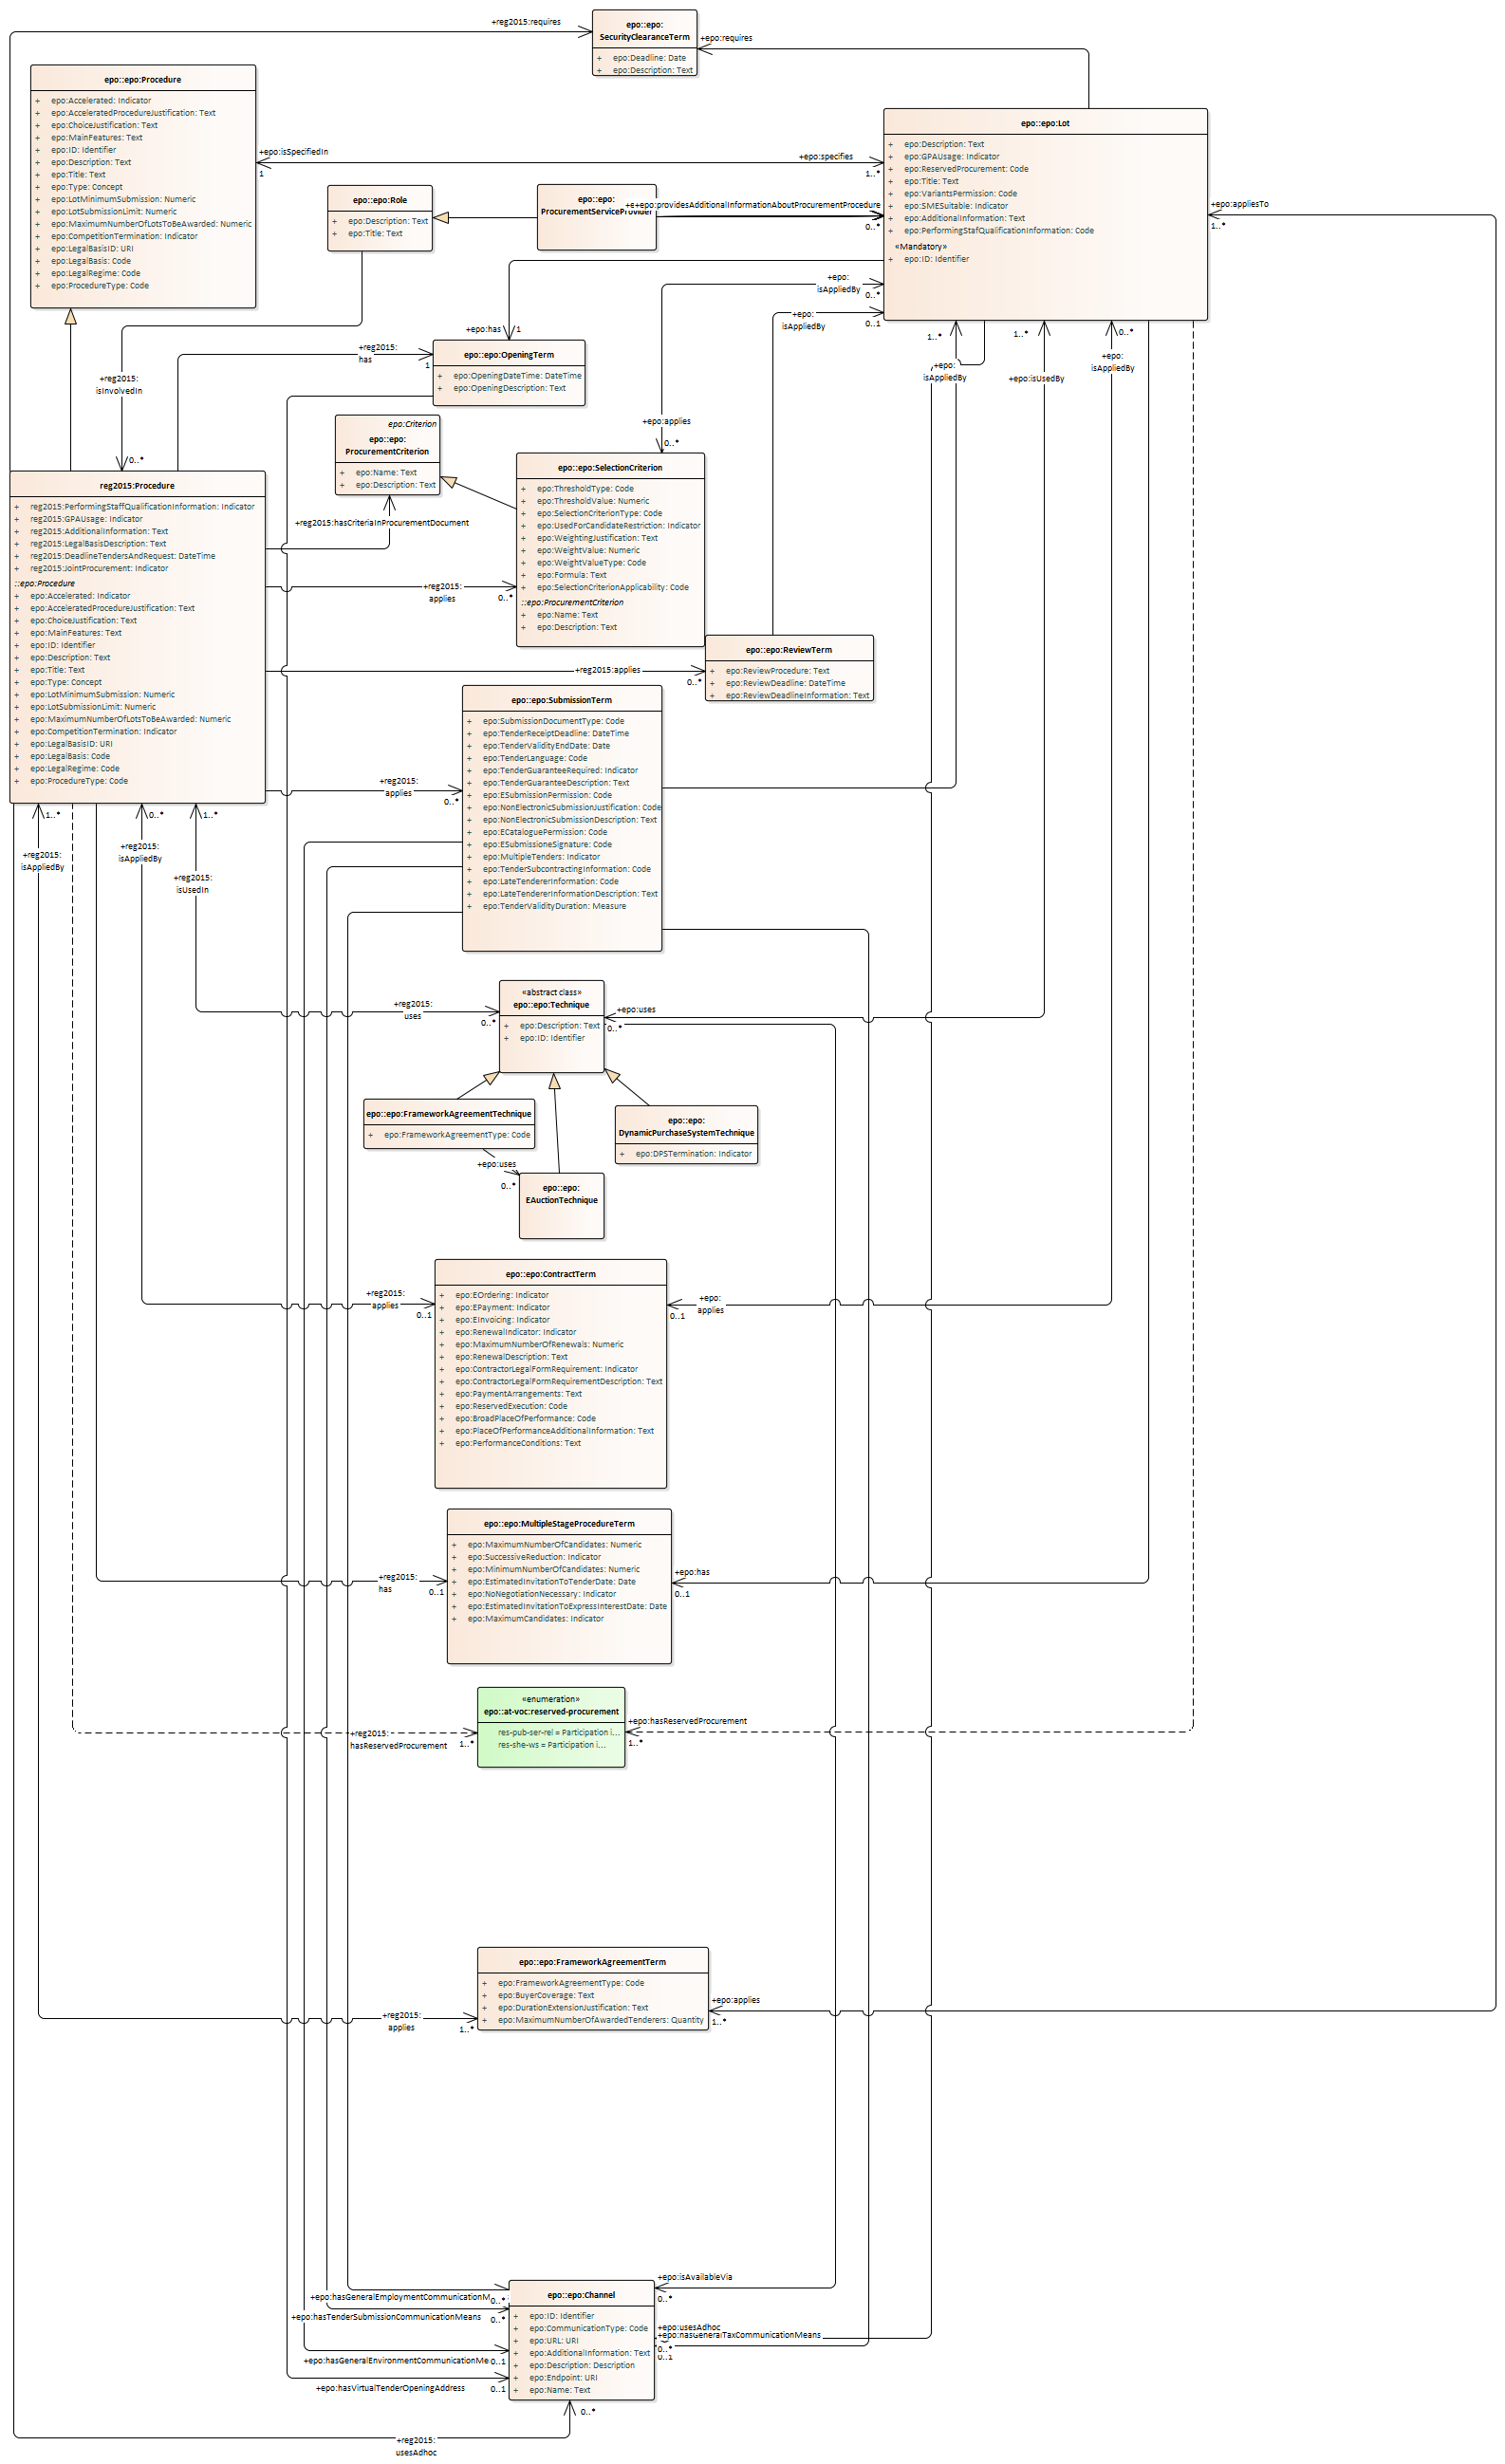 +reg2015:requires
epo::epo:
SecurityClearanceTerm
+ epo:Deadline: Date
+ epo:Description: Text
+epo:requires
epo::epo:Procedure
+ epo:Accelerated: Indicator
+ epo:AcceleratedProcedureJustification: Text
+ epo:ChoiceJustification: Text
+ epo:MainFeatures: Text
+ epo:ID: Identifier
+ epo:Description: Text
+ epo:Title: Text
+ epo:Type: Concept
+ epo:LotMinimumSubmission: Numeric
+ epo:LotSubmissionLimit: Numeric
+ epo:MaximumNumberOfLotsToBeAwarded: Numeric
+ epo:CompetitionTermination: Indicator
+ epo:LegalBasisID: URI
+ epo:LegalBasis: Code
+ epo:LegalRegime: Code
+ epo:ProcedureType: Code
+epo:isSpecifiedIn
1
+epo:specifies
1..*
epo::epo:Lot
+ epo:Description: Text
+ epo:GPAUsage: Indicator
+ epo:ReservedProcurement: Code
+ epo:Title: Text
+ epo:VariantsPermission: Code
+ epo:SMESuitable: Indicator
+ epo:AdditionalInformation: Text
+ epo:PerformingStafQualificationInformation: Code
«Mandatory»
+ epo:ID: Identifier
+epo:appliesTo
1..*
epo::epo:Role
+ epo:Description: Text
+ epo:Title: Text
epo::epo:
ProcurementServiceProvider
+epo:providesAdditionalInformationAboutProcurementProcedure
0..*
+epo:
isAppliedBy
0..*
+epo:
isAppliedBy
0..1
+epo:has
1
+reg2015:
has
1
+reg2015:
isInvolvedIn
0..*
epo::epo:OpeningTerm
+ epo:OpeningDateTime: DateTime
+ epo:OpeningDescription: Text
1..*
+epo:
isAppliedBy
1..*
+epo:isUsedBy
0..*
+epo:
isAppliedBy
epo:Criterion
epo::epo:
ProcurementCriterion
+ epo:Name: Text
+ epo:Description: Text
+epo:applies
0..*
epo::epo:SelectionCriterion
+ epo:ThresholdType: Code
+ epo:ThresholdValue: Numeric
+ epo:SelectionCriterionType: Code
+ epo:UsedForCandidateRestriction: Indicator
+ epo:WeightingJustification: Text
+ epo:WeightValue: Numeric
+ epo:WeightValueType: Code
+ epo:Formula: Text
+ epo:SelectionCriterionApplicability: Code
::epo:ProcurementCriterion
+ epo:Name: Text
+ epo:Description: Text
reg2015:Procedure
+ reg2015:PerformingStaffQualificationInformation: Indicator
+ reg2015:GPAUsage: Indicator
+ reg2015:AdditionalInformation: Text
+ reg2015:LegalBasisDescription: Text
+ reg2015:DeadlineTendersAndRequest: DateTime
+ reg2015:JointProcurement: Indicator
::epo:Procedure
+ epo:Accelerated: Indicator
+ epo:AcceleratedProcedureJustification: Text
+ epo:ChoiceJustification: Text
+ epo:MainFeatures: Text
+ epo:ID: Identifier
+ epo:Description: Text
+ epo:Title: Text
+ epo:Type: Concept
+ epo:LotMinimumSubmission: Numeric
+ epo:LotSubmissionLimit: Numeric
+ epo:MaximumNumberOfLotsToBeAwarded: Numeric
+ epo:CompetitionTermination: Indicator
+ epo:LegalBasisID: URI
+ epo:LegalBasis: Code
+ epo:LegalRegime: Code
+ epo:ProcedureType: Code
+reg2015:hasCriteriaInProcurementDocument
+reg2015:
applies
0..*
+reg2015:applies
0..*
epo::epo:ReviewTerm
+ epo:ReviewProcedure: Text
+ epo:ReviewDeadline: DateTime
+ epo:ReviewDeadlineInformation: Text
+reg2015:
applies
0..*
epo::epo:SubmissionTerm
+ epo:SubmissionDocumentType: Code
+ epo:TenderReceiptDeadline: DateTime
+ epo:TenderValidityEndDate: Date
+ epo:TenderLanguage: Code
+ epo:TenderGuaranteeRequired: Indicator
+ epo:TenderGuaranteeDescription: Text
+ epo:ESubmissionPermission: Code
+ epo:NonElectronicSubmissionJustification: Code
+ epo:NonElectronicSubmissionDescription: Text
+ epo:ECataloguePermission: Code
+ epo:ESubmissioneSignature: Code
+ epo:MultipleTenders: Indicator
+ epo:TenderSubcontractingInformation: Code
+ epo:LateTendererInformation: Code
+ epo:LateTendererInformationDescription: Text
+ epo:TenderValidityDuration: Measure
1..*
+reg2015:
isAppliedBy
0..*
+reg2015:
isAppliedBy
1..*
+reg2015:
isUsedIn
+reg2015:
uses
0..*
«abstract class»
epo::epo:Technique
+ epo:Description: Text
+ epo:ID: Identifier
+epo:uses
0..*
epo::epo:FrameworkAgreementTechnique
+ epo:FrameworkAgreementType: Code
epo::epo:
DynamicPurchaseSystemTechnique
+ epo:DPSTermination: Indicator
+epo:uses
0..*
epo::epo:
EAuctionTechnique
+reg2015:
applies
0..1
epo::epo:ContractTerm
+ epo:EOrdering: Indicator
+ epo:EPayment: Indicator
+ epo:EInvoicing: Indicator
+ epo:RenewalIndicator: Indicator
+ epo:MaximumNumberOfRenewals: Numeric
+ epo:RenewalDescription: Text
+ epo:ContractorLegalFormRequirement: Indicator
+ epo:ContractorLegalFormRequirementDescription: Text
+ epo:PaymentArrangements: Text
+ epo:ReservedExecution: Code
+ epo:BroadPlaceOfPerformance: Code
+ epo:PlaceOfPerformanceAdditionalInformation: Text
+ epo:PerformanceConditions: Text
+epo:
applies
0..1
+reg2015:
has
0..1
epo::epo:MultipleStageProcedureTerm
+ epo:MaximumNumberOfCandidates: Numeric
+ epo:SuccessiveReduction: Indicator
+ epo:MinimumNumberOfCandidates: Numeric
+ epo:EstimatedInvitationToTenderDate: Date
+ epo:NoNegotiationNecessary: Indicator
+ epo:EstimatedInvitationToExpressInterestDate: Date
+ epo:MaximumCandidates: Indicator
+epo:has
0..1
+reg2015:
hasReservedProcurement
1..*
«enumeration»
epo::at-voc:reserved-procurement
res-pub-ser-rel = Participation i...
res-she-ws = Participation i...
+epo:hasReservedProcurement
1..*
+reg2015:
applies
1..*
epo::epo:FrameworkAgreementTerm
+ epo:FrameworkAgreementType: Code
+ epo:BuyerCoverage: Text
+ epo:DurationExtensionJustification: Text
+ epo:MaximumNumberOfAwardedTenderers: Quantity
+epo:applies
1..*
+epo:hasGeneralEmploymentCommunicationM
0..*
+epo:hasTenderSubmissionCommunicationMeans
0..*
+epo:hasGeneralEnvironmentCommunicationMe
0..1
+epo:hasVirtualTenderOpeningAddress
0..1
epo::epo:Channel
+ epo:ID: Identifier
+ epo:CommunicationType: Code
+ epo:URL: URI
+ epo:AdditionalInformation: Text
+ epo:Description: Description
+ epo:Endpoint: URI
+ epo:Name: Text
+epo:isAvailableVia
0..*
+epo:usesAdhoc
+epo:hasGeneralTaxCommunicationMeans
0..*
0..1
0..*
+reg2015:
usesAdhoc